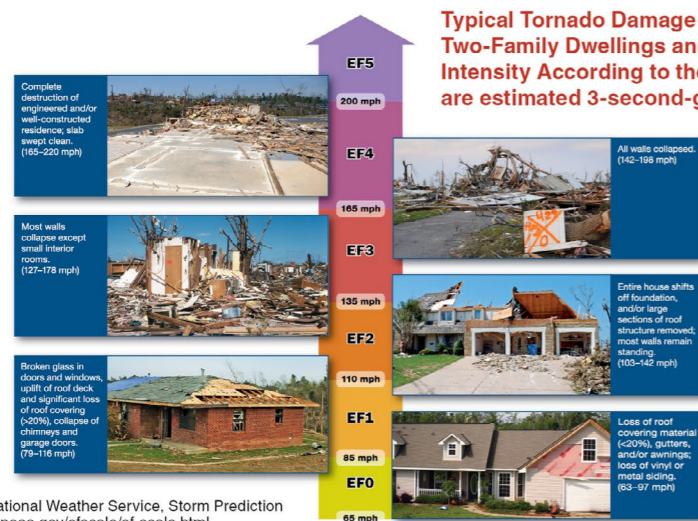 Typical Tornado Damage
Two-Family Dwellings an
Intensity According to the
are estimated 3-second-g
EF5
200 mph
Complete
destruction of
engineered and/or
well-constructed
residence; slab
swept clean.
(165–220 mph)
EF4
All walls collapsed.
(142–198 mph)
165 mph
Most walls
collapse except
small interior
rooms.
(127–178 mph)
EF3
135 mph
Entire house shifts
off foundation,
and/or large
sections of roof
structure removed;
most walls remain
standing.
(103–142 mph)
EF2
110 mph
Broken glass in
doors and windows,
uplift of roof deck
and significant loss
of roof covering
(>20%), collapse of
chimneys and
garage doors.
(79–116 mph)
EF1
85 mph
Loss of roof
covering material
(<20%), gutters,
and/or awnings;
loss of vinyl or
metal siding.
(63–97 mph)
EF0
65 mph
ational Weather Service, Storm Prediction